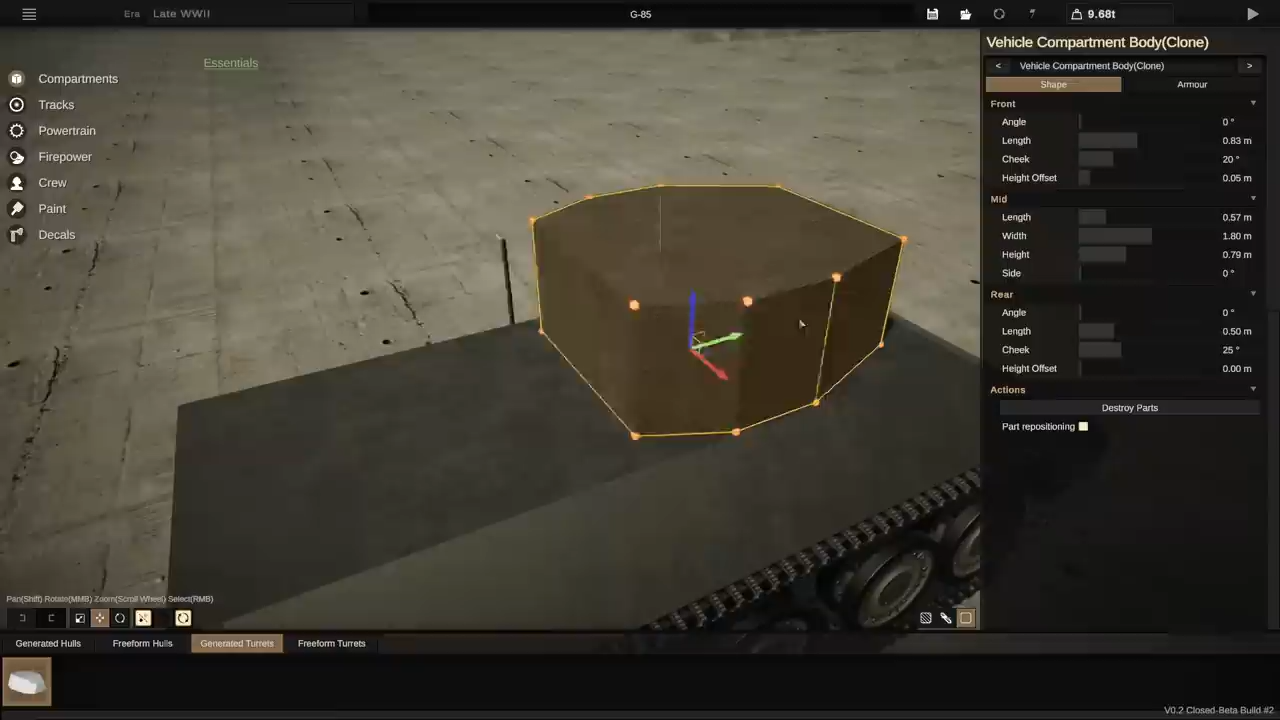 Era Late WWII
G-85
9.68t
Vehicle Compartment Body(Clone)
< Vehicle Compartment Body(Clone) >
Shape Armour
Essentials
Compartments
Tracks
Powertrain
Firepower
Crew
Paint
Decals
Front
Angle 0 °
Length 0.83 m
Cheek 20 °
Height Offset 0.05 m
Mid
Length 0.57 m
Width 1.80 m
Height 0.79 m
Side 0 °
Rear
Angle 0 °
Length 0.50 m
Cheek 25 °
Height Offset 0.00 m
Actions
Destroy Parts
Part repositioning
Pan(Shift) Rotate(MMB) Zoom(Scroll Wheel) Select(RMB)
Generated Hulls Freeform Hulls Generated Turrets Freeform Turrets
V0.2 Closed-Beta Build #2